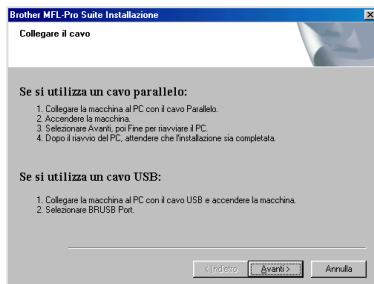 Brother MFL-Pro Suite Installazione
Collegare il cavo
Se si utilizza un cavo parallelo:
1. Collegare la macchina al PC con il cavo Parallelo.
2. Accendere la macchina.
3. Selezionare Avanti, poi Fine per riavviare il PC.
4. Dopo il riavvio del PC, attendere che l'installazione sia completata.
Se si utilizza un cavo USB:
1. Collegare la macchina al PC con il cavo USB e accendere la macchina.
2. Selezionare BRUSB Port.
< Indietro Avanti > Annulla